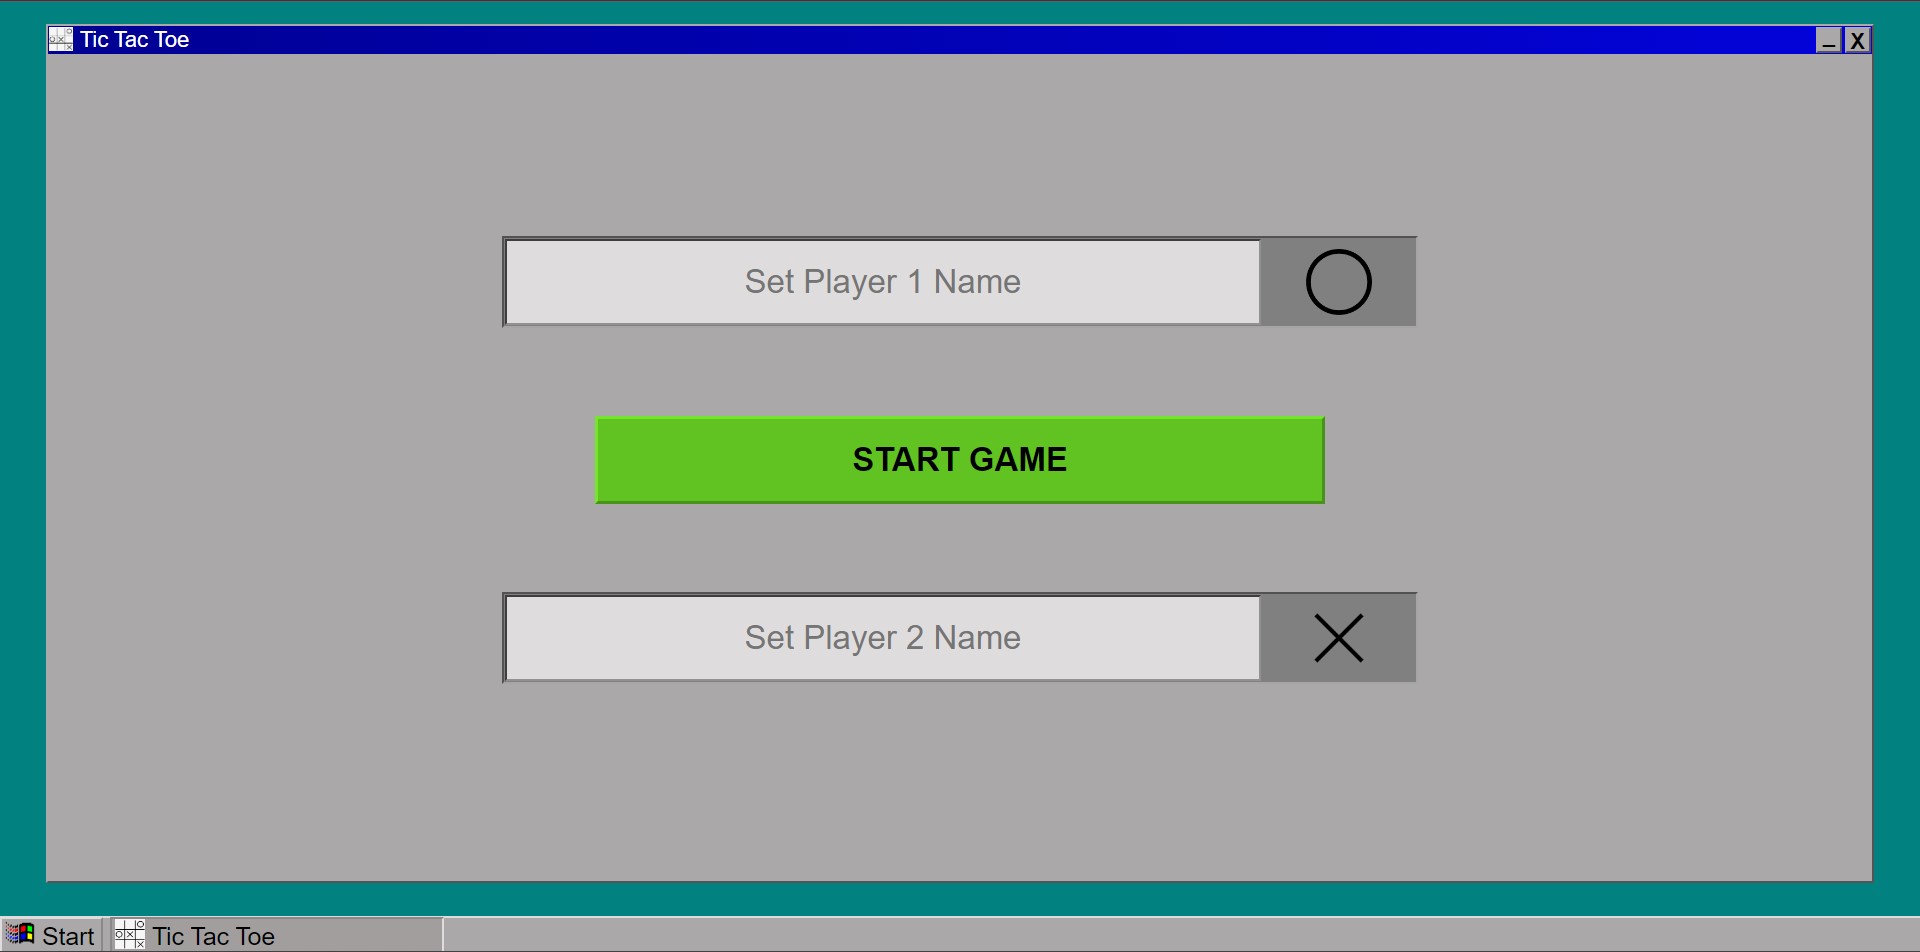 Tic Tac Toe
X
Set Player 1 Name
START GAME
Set Player 2 Name
Start
Tic Tac Toe